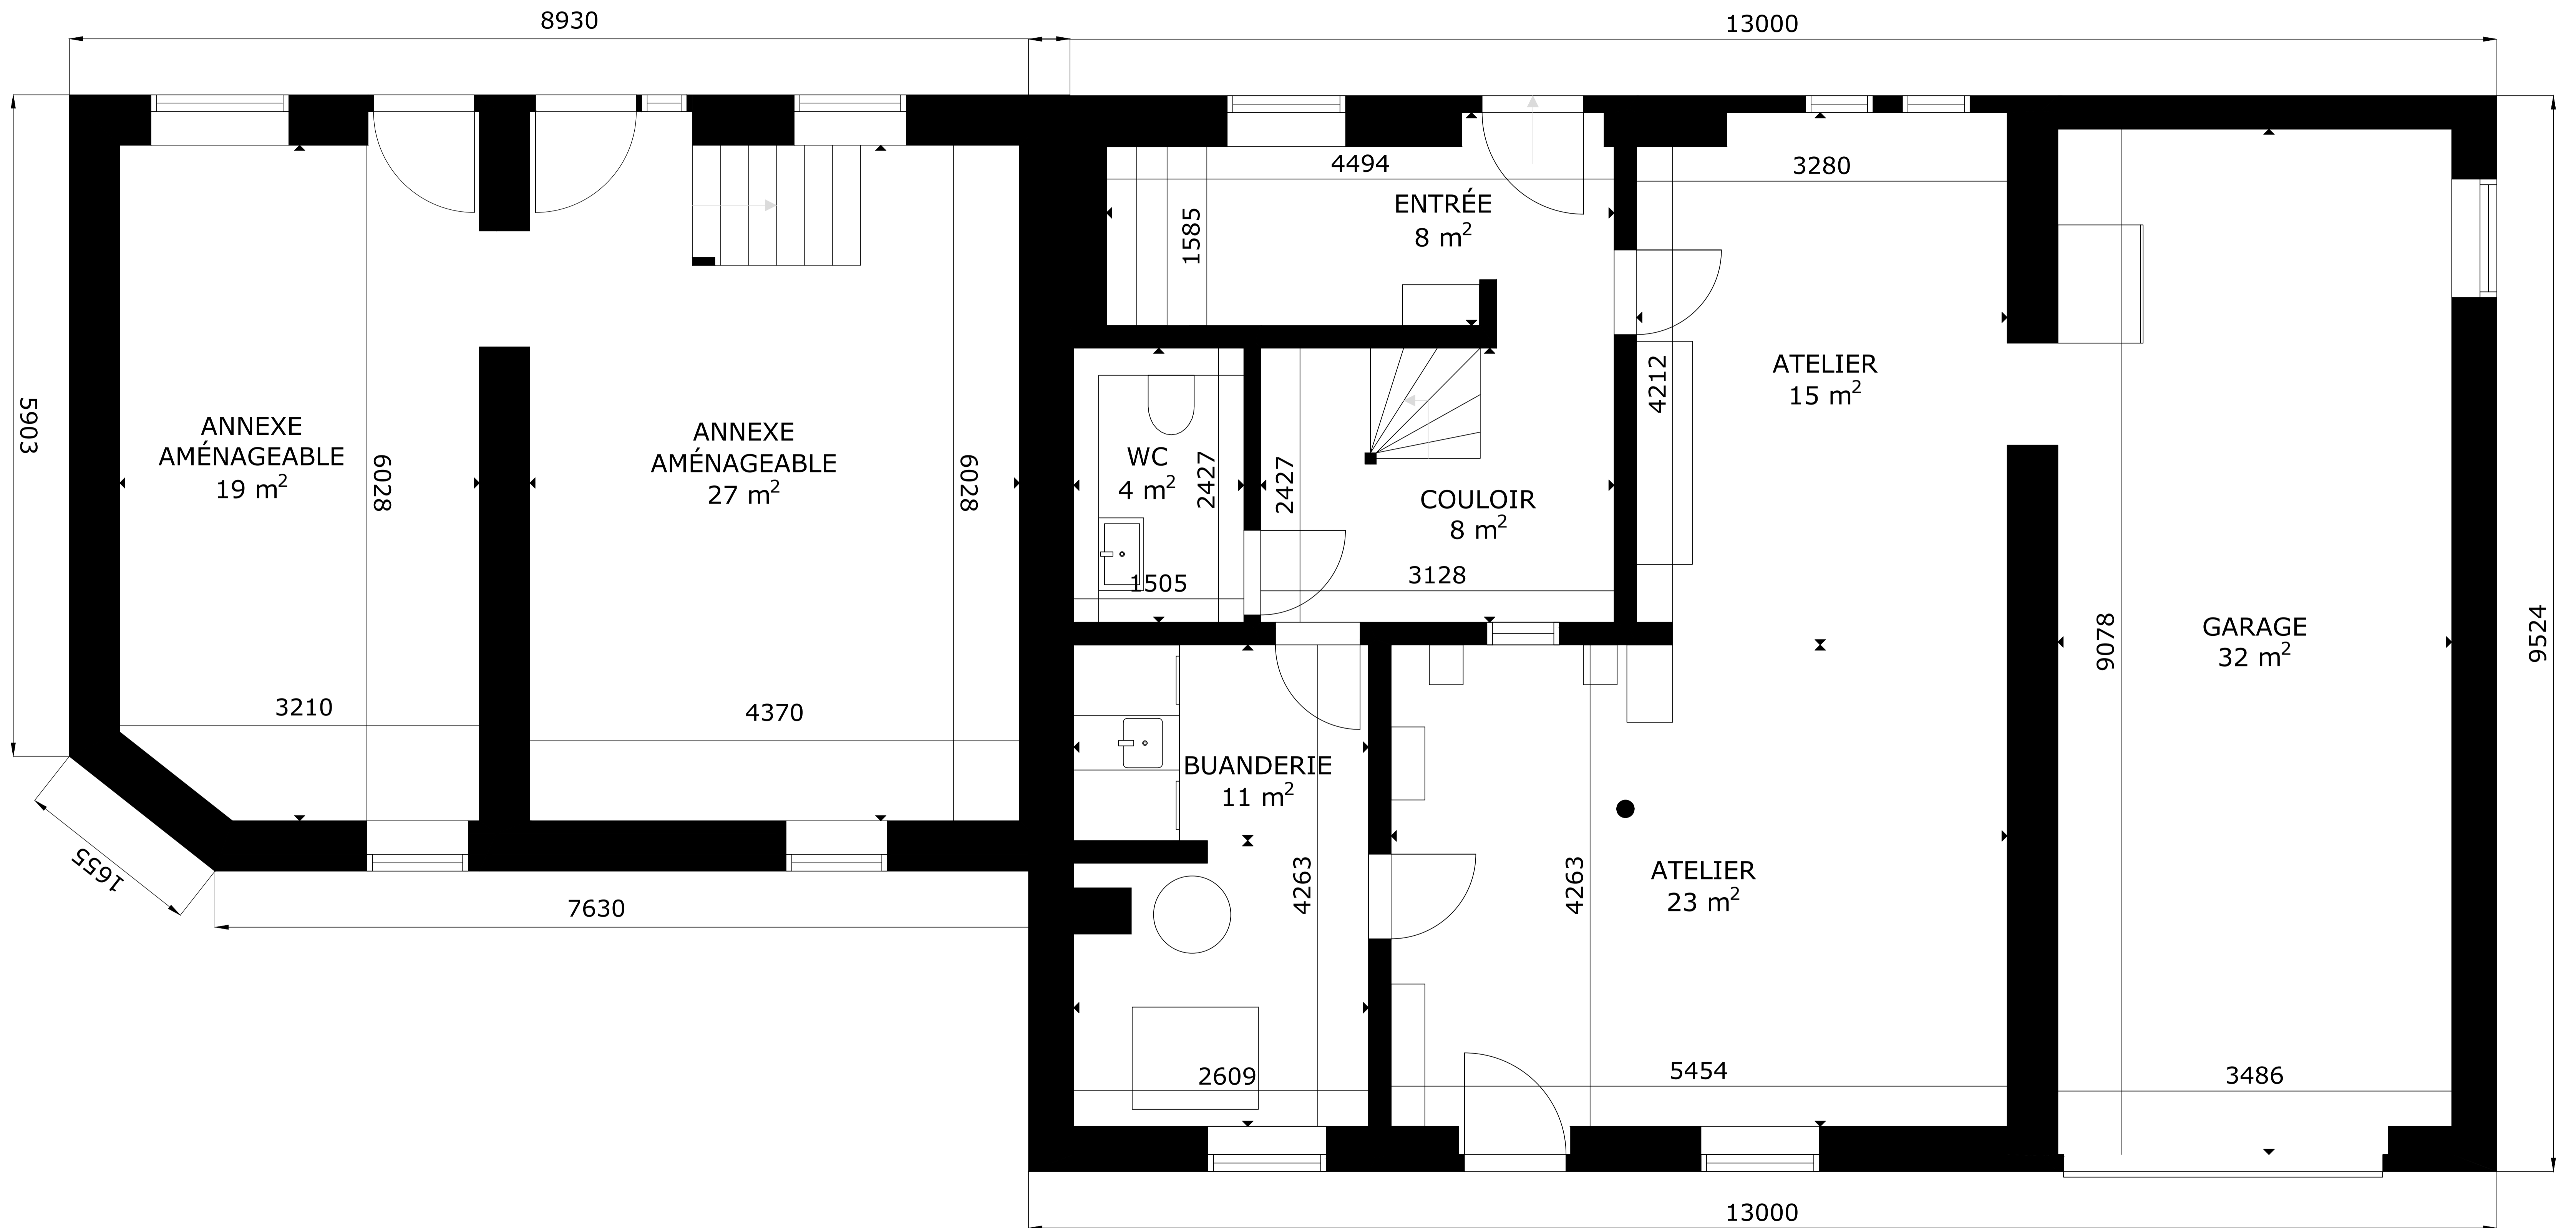 8930
13000
4494
3280
ENTRÉE
8 m²
1585
ATELIER
15 m²
4212
5903
ANNEXE
AMÉNAGEABLE
19 m²
6028
ANNEXE
AMÉNAGEABLE
27 m²
6028
WC
4 m²
2427
2427
COULOIR
8 m²
1505
3128
9078
GARAGE
32 m²
9524
3210
4370
BUANDERIE
11 m²
1655
7630
4263
4263
ATELIER
23 m²
2609
5454
3486
13000